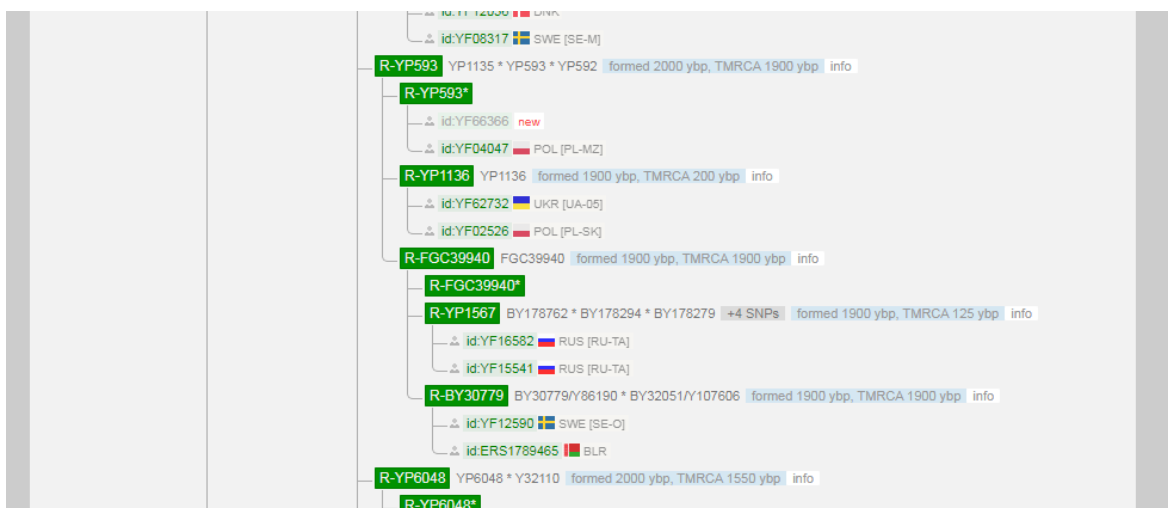 id:YF12036 DNK
id:YF08317 SWE [SE-M]
R-YP593 YP1135 * YP593 * YP592 formed 2000 ybp, TMRCA 1900 ybp info
R-YP593*
id:YF66366 new
id:YF04047 POL [PL-MZ]
R-YP1136 YP1136 formed 1900 ybp, TMRCA 200 ybp info
id:YF62732 UKR [UA-05]
id:YF02526 POL [PL-SK]
R-FGC39940 FGC39940 formed 1900 ybp, TMRCA 1900 ybp info
R-FGC39940*
R-YP1567 BY178762 * BY178294 * BY178279 +4 SNPs formed 1900 ybp, TMRCA 125 ybp info
id:YF16582 RUS [RU-TA]
id:YF15541 RUS [RU-TA]
R-BY30779 BY30779/Y86190 * BY32051/Y107606 formed 1900 ybp, TMRCA 1900 ybp info
id:YF12590 SWE [SE-O]
id:ERS1789465 BLR
R-YP6048 YP6048 * Y32110 formed 2000 ybp, TMRCA 1550 ybp info
R-YP6048*